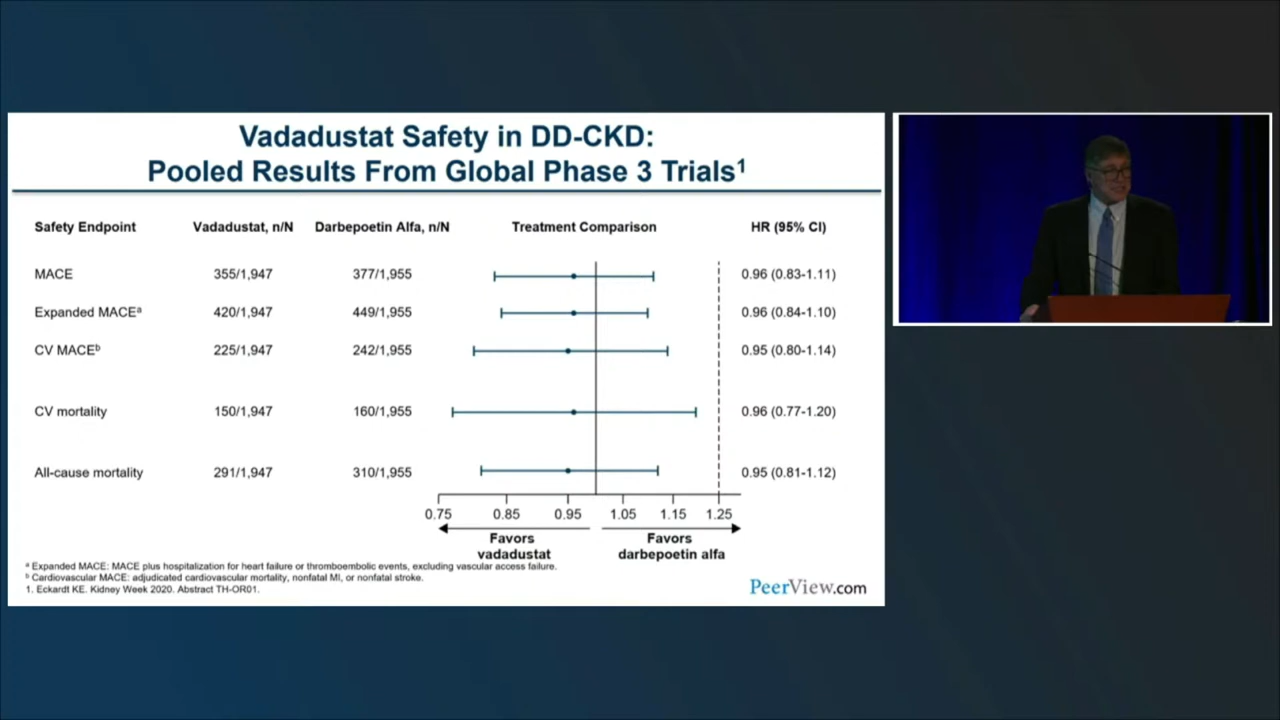 Vadadustat Safety in DD-CKD:
Pooled Results From Global Phase 3 Trials¹
Safety Endpoint Vadadustat, n/N Darbepoetin Alfa, n/N Treatment Comparison HR (95% CI)
MACE 355/1,947 377/1,955 0.96 (0.83-1.11)
Expanded MACEᵃ 420/1,947 449/1,955 0.96 (0.84-1.10)
CV MACEᵇ 225/1,947 242/1,955 0.95 (0.80-1.14)
CV mortality 150/1,947 160/1,955 0.96 (0.77-1.20)
All-cause mortality 291/1,947 310/1,955 0.95 (0.81-1.12)
0.75 0.85 0.95 1.05 1.15 1.25
Favors vadadustat
Favors darbepoetin alfa
ᵃ Expanded MACE: MACE plus hospitalization for heart failure or thromboembolic events, excluding vascular access failure.
ᵇ Cardiovascular MACE: adjudicated cardiovascular mortality, nonfatal MI, or nonfatal stroke.
1. Eckardt KE. Kidney Week 2020. Abstract TH-OR01.
PeerView.com